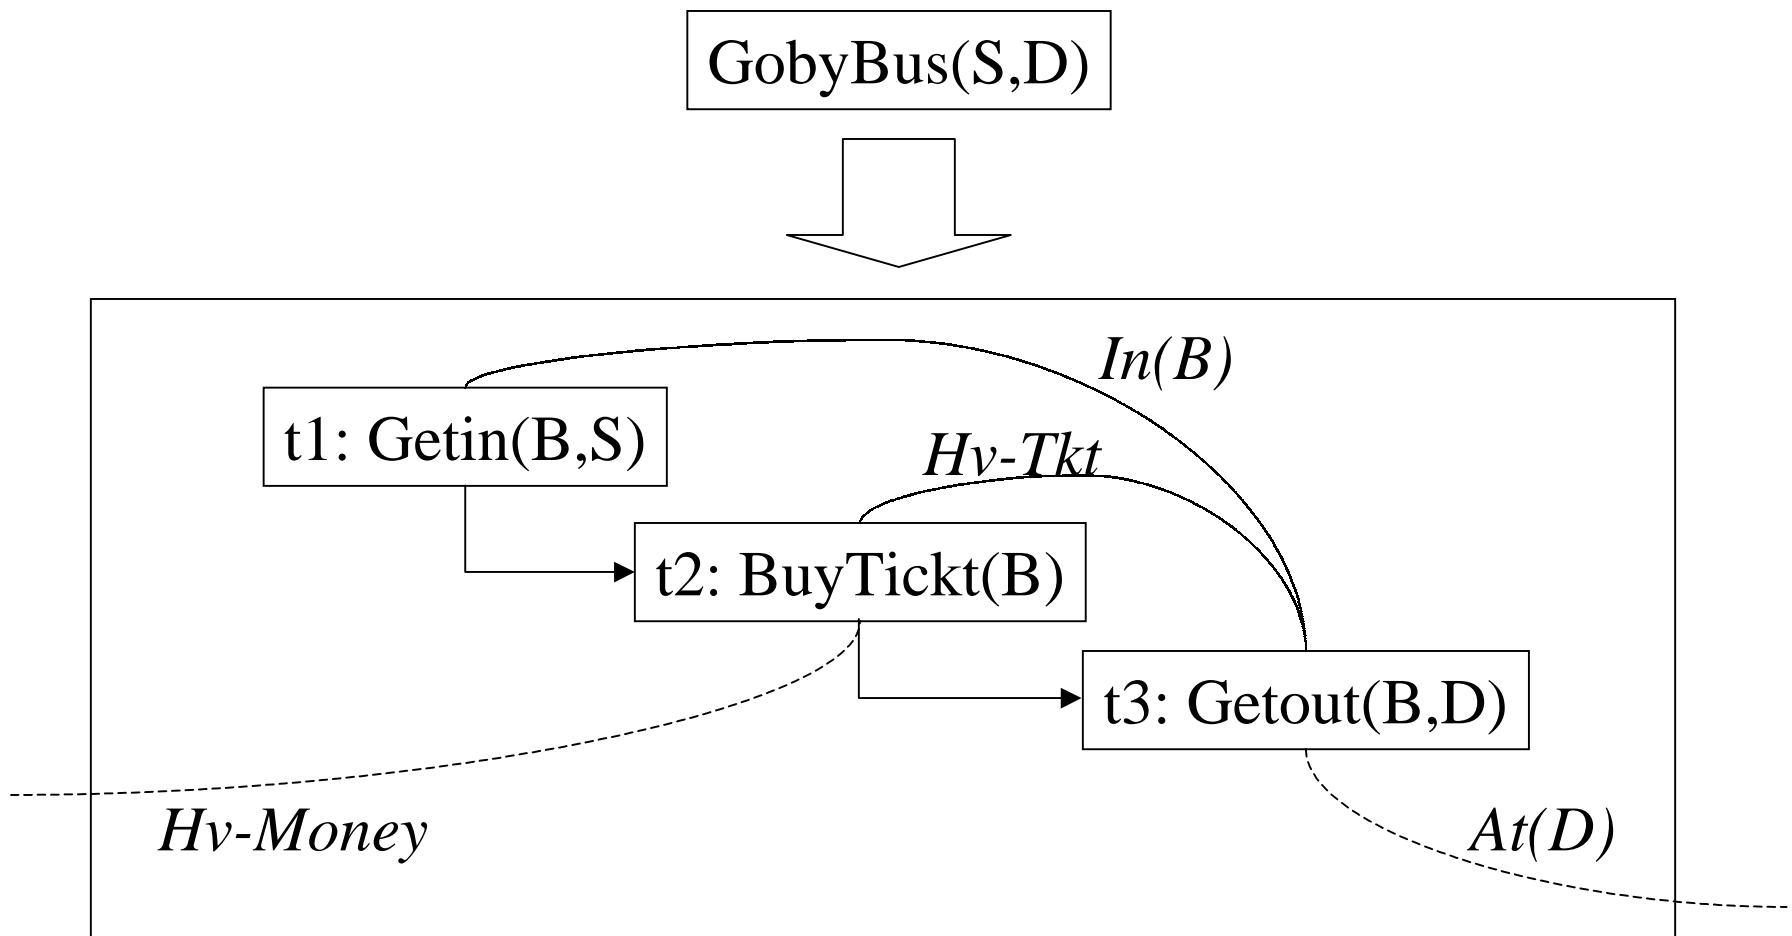 GobyBus(S,D)
In(B)
t1: Getin(B,S)
Hv-Tkt
t2: BuyTickt(B)
t3: Getout(B,D)
Hv-Money
At(D)